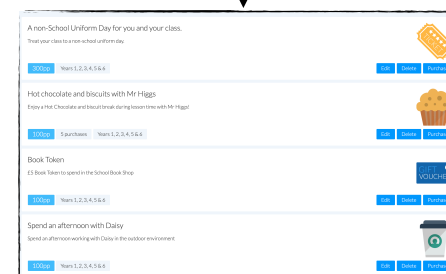 A non-School Uniform Day for you and your class.
Treat your class to a non-school uniform day.
300pp Years 1, 2, 3, 4, 5 & 6 Edit Delete Purchas
Hot chocolate and biscuits with Mr Higgs
Enjoy a Hot Chocolate and biscuit break during lesson time with Mr Higgs!
100pp 5 purchases Years 1, 2, 3, 4, 5 & 6 Edit Delete Purchas
Book Token
£5 Book Token to spend in the School Book Shop
GIFT
VOUCHE
100pp Years 1, 2, 3, 4, 5 & 6 Edit Delete Purchas
Spend an afternoon with Daisy
Spend an afternoon working with Daisy in the outdoor environment
100pp Years 1, 2, 3, 4, 5 & 6 Edit Delete Purchas